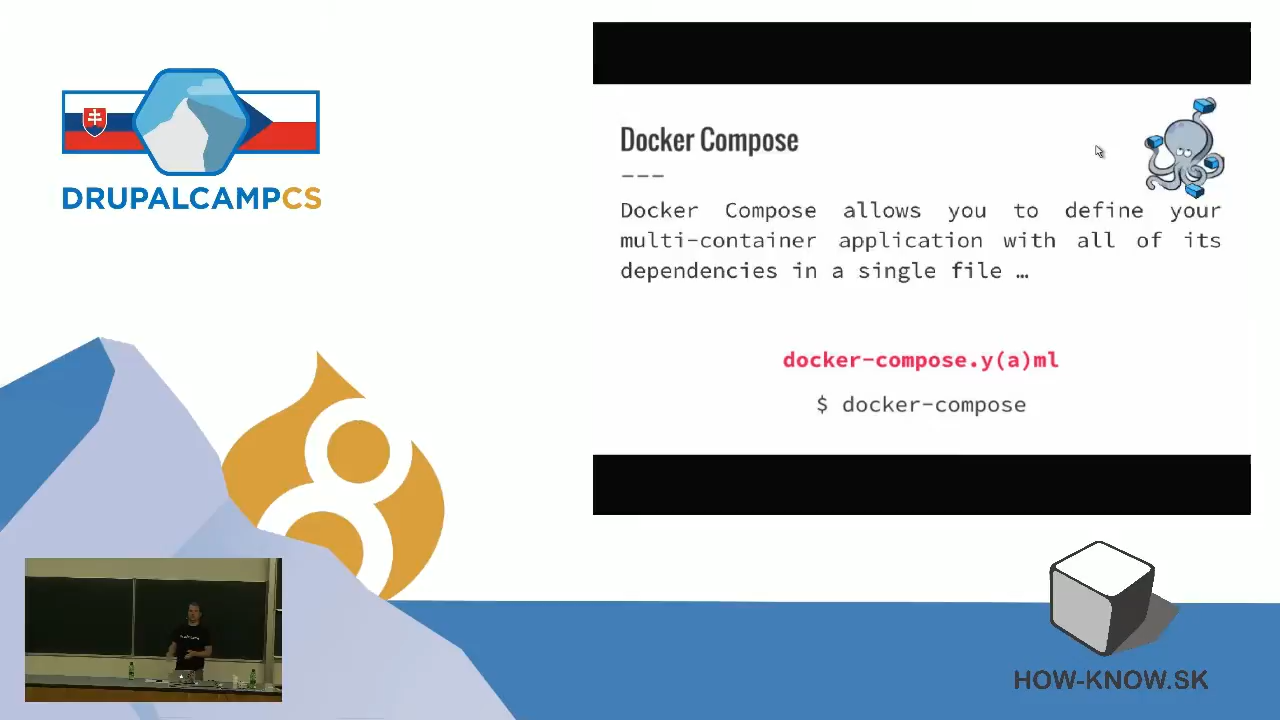 DRUPALCAMPCS
Docker Compose
---
Docker Compose allows you to define your
multi-container application with all of its
dependencies in a single file …
docker-compose.y(a)ml
$ docker-compose
HOW-KNOW.SK